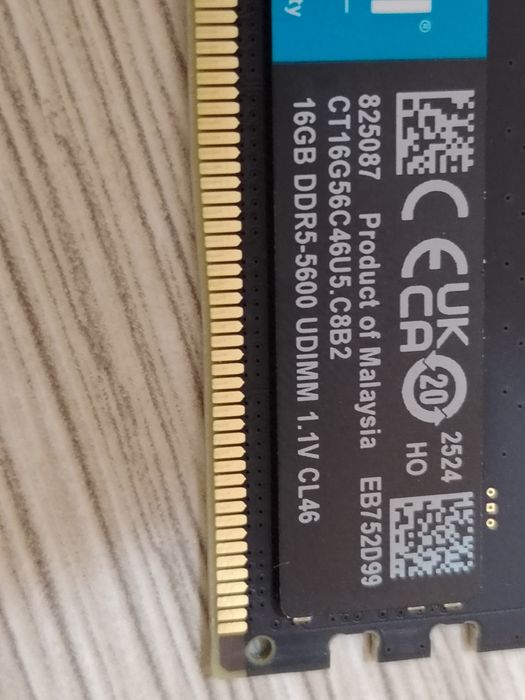 ty
®
UK
CE CA 20
2524
HO
825087 Product of Malaysia EB752D99
CT16G56C46U5.C8B2
16GB DDR5-5600 UDIMM 1.1V CL46